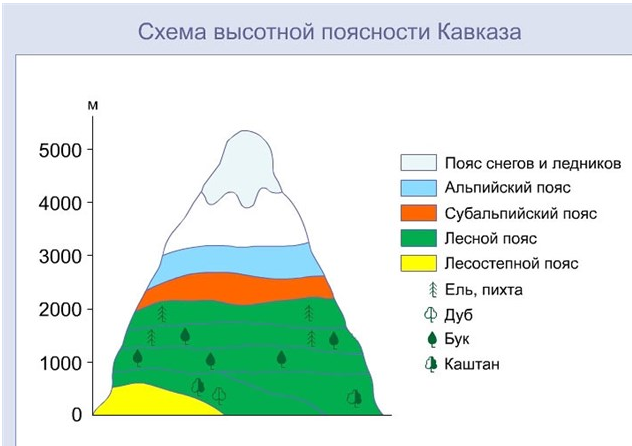 Схема высотной поясности Кавказа
м
5000
4000
3000
2000
1000
0
Пояс снегов и ледников
Альпийский пояс
Субальпийский пояс
Лесной пояс
Лесостепной пояс
Ель, пихта
Дуб
Бук
Каштан